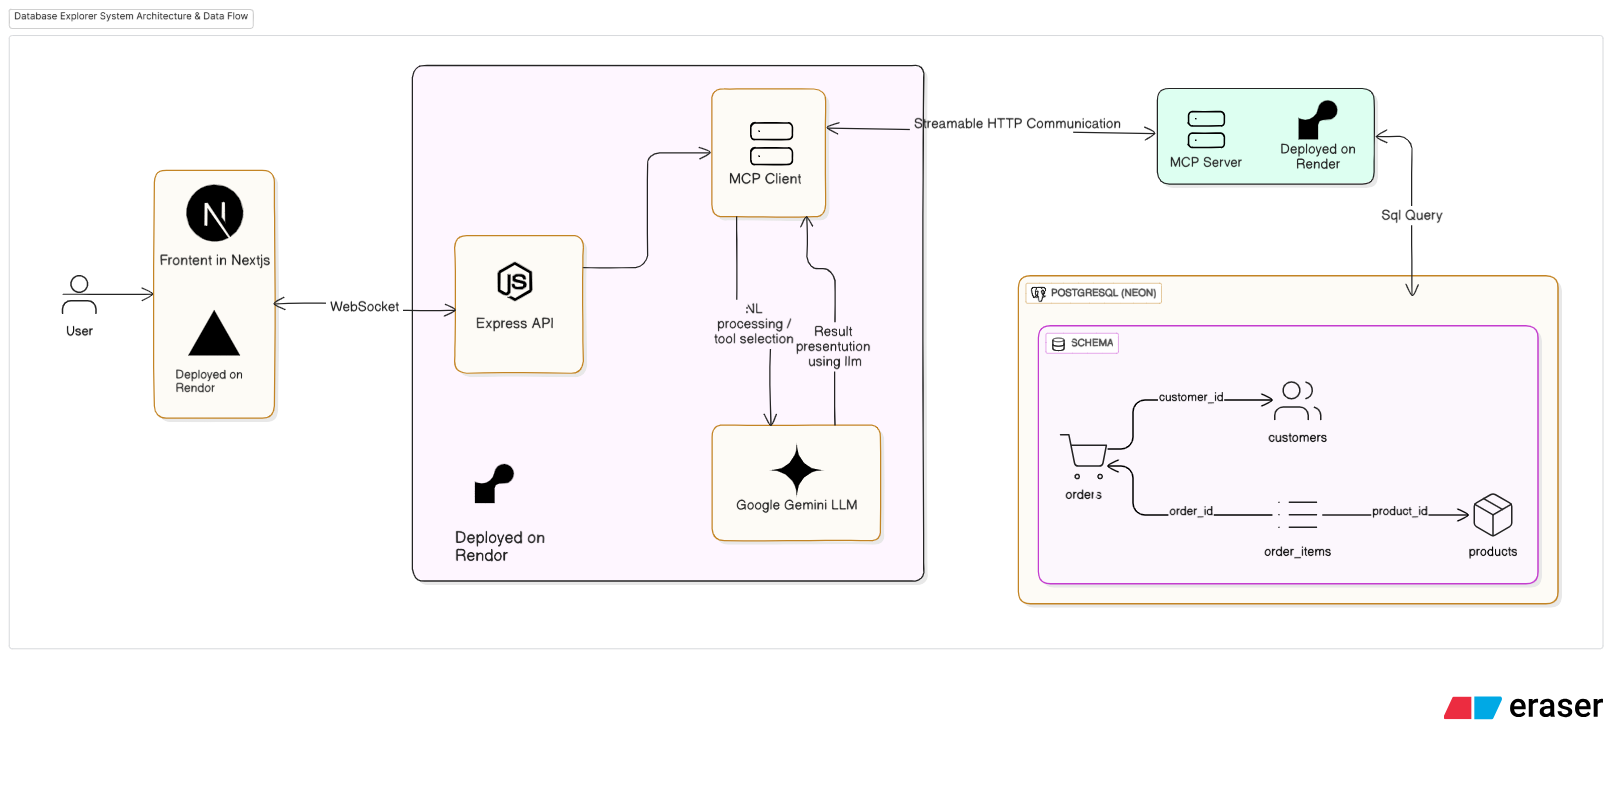 Database Explorer System Architecture & Data Flow
User
Frontent in Nextjs
Deployed on
Rendor
WebSocket
Express API
MCP Client
NL
processing /
tool selection
Result
presentation
using llm
Google Gemini LLM
Deployed on
Rendor
Streamable HTTP Communication
MCP Server
Deployed on
Render
Sql Query
POSTGRESQL (NEON)
SCHEMA
customer_id
customers
orders
order_id
order_items
product_id
products
eraser